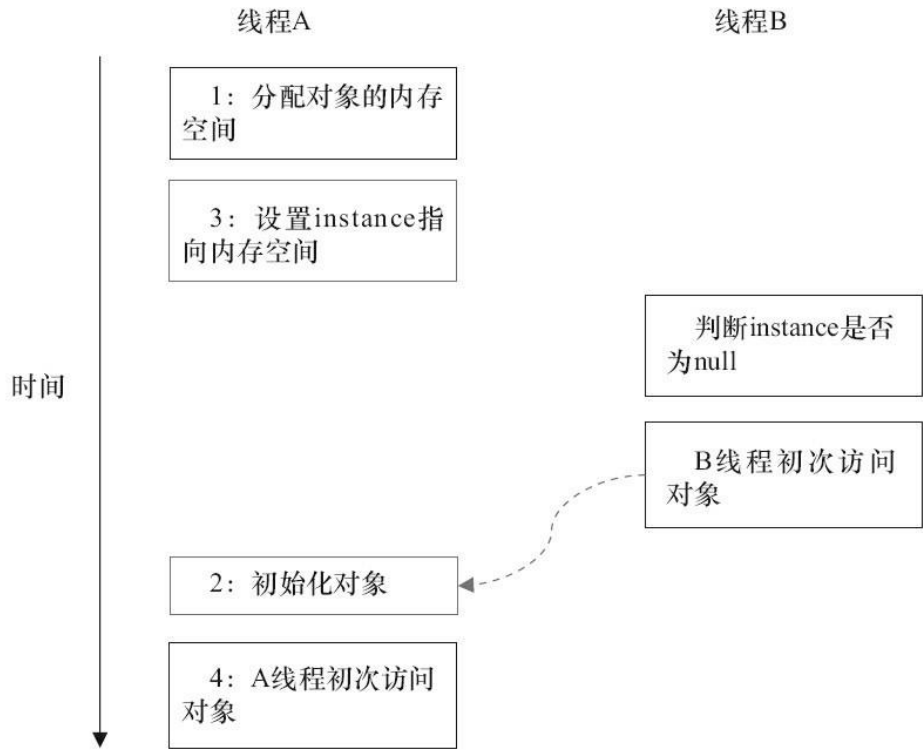 线程A
线程B
1：分配对象的内存
空间
3：设置instance指
向内存空间
判断instance是否
为null
时间
B线程初次访问
对象
2：初始化对象
4：A线程初次访问
对象